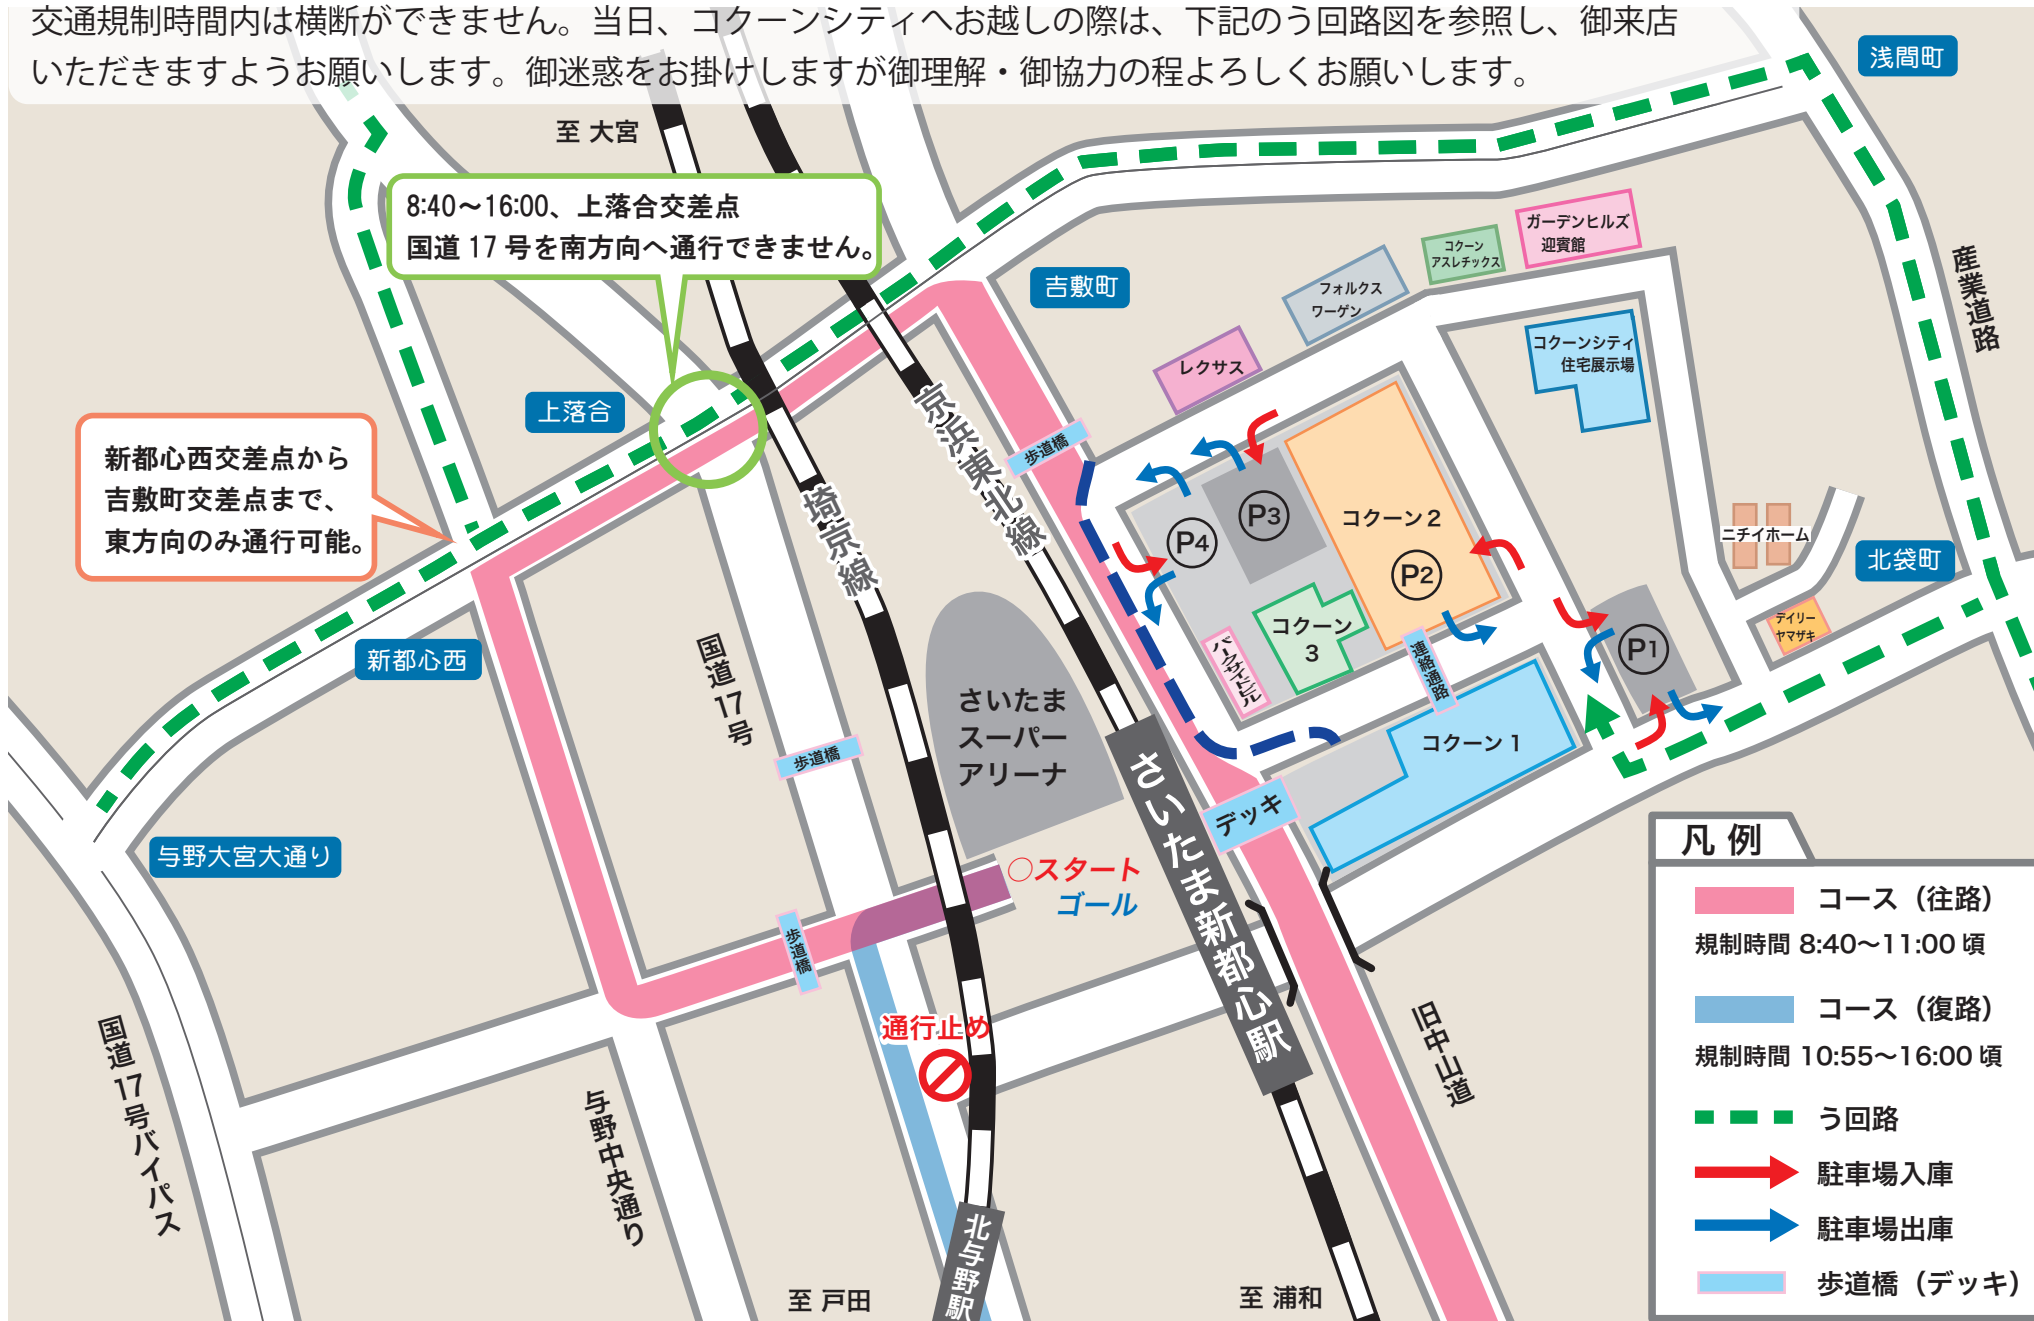 交通規制時間内は横断ができません。当日、コクーンシティへお越しの際は、下記のう回路図を参照し、御来店
いただきますようお願いします。御迷惑をお掛けしますが御理解・御協力の程よろしくお願いします。
浅間町
至 大宮
8:40〜16:00、上落合交差点
国道 17 号を南方向へ通行できません。
ガーデンヒルズ
迎賓館
コクーン
アスレチックス
産業道路
吉敷町
フォルクス
ワーゲン
コクーンシティ
住宅展示場
レクサス
上落合
京浜東北線
歩道橋
新都心西交差点から
吉敷町交差点まで、
東方向のみ通行可能。
埼京線
P3
コクーン 2
P4
P2
ニチイホーム
北袋町
コクーン
3
デイリー
ヤマザキ
新都心西
国道17号
パークサイドビル
連絡通路
P1
さいたま
スーパー
アリーナ
歩道橋
コクーン 1
さいたま新都心駅
デッキ
与野大宮大通り
○スタート
ゴール
歩道橋
国道17号バイパス
通行止め
旧中山道
与野中央通り
北与野駅
至 戸田
至 浦和
凡 例
コース（往路）
規制時間 8:40〜11:00 頃
コース（復路）
規制時間 10:55〜16:00 頃
う回路
駐車場入庫
駐車場出庫
歩道橋（デッキ）